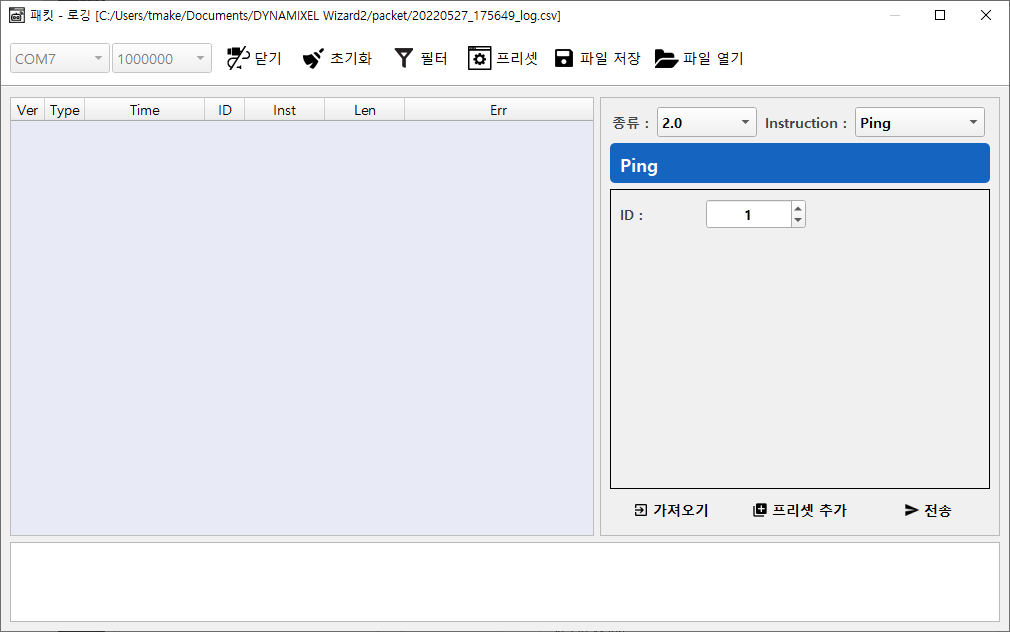 패킷 - 로깅 [C:/Users/tmake/Documents/DYNAMIXEL Wizard2/packet/20220527_175649_log.csv]
COM7 1000000 닫기 초기화 필터 프리셋 파일 저장 파일 열기
Ver Type Time ID Inst Len Err
종류 : 2.0 Instruction : Ping
Ping
ID : 1
가져오기 프리셋 추가 전송